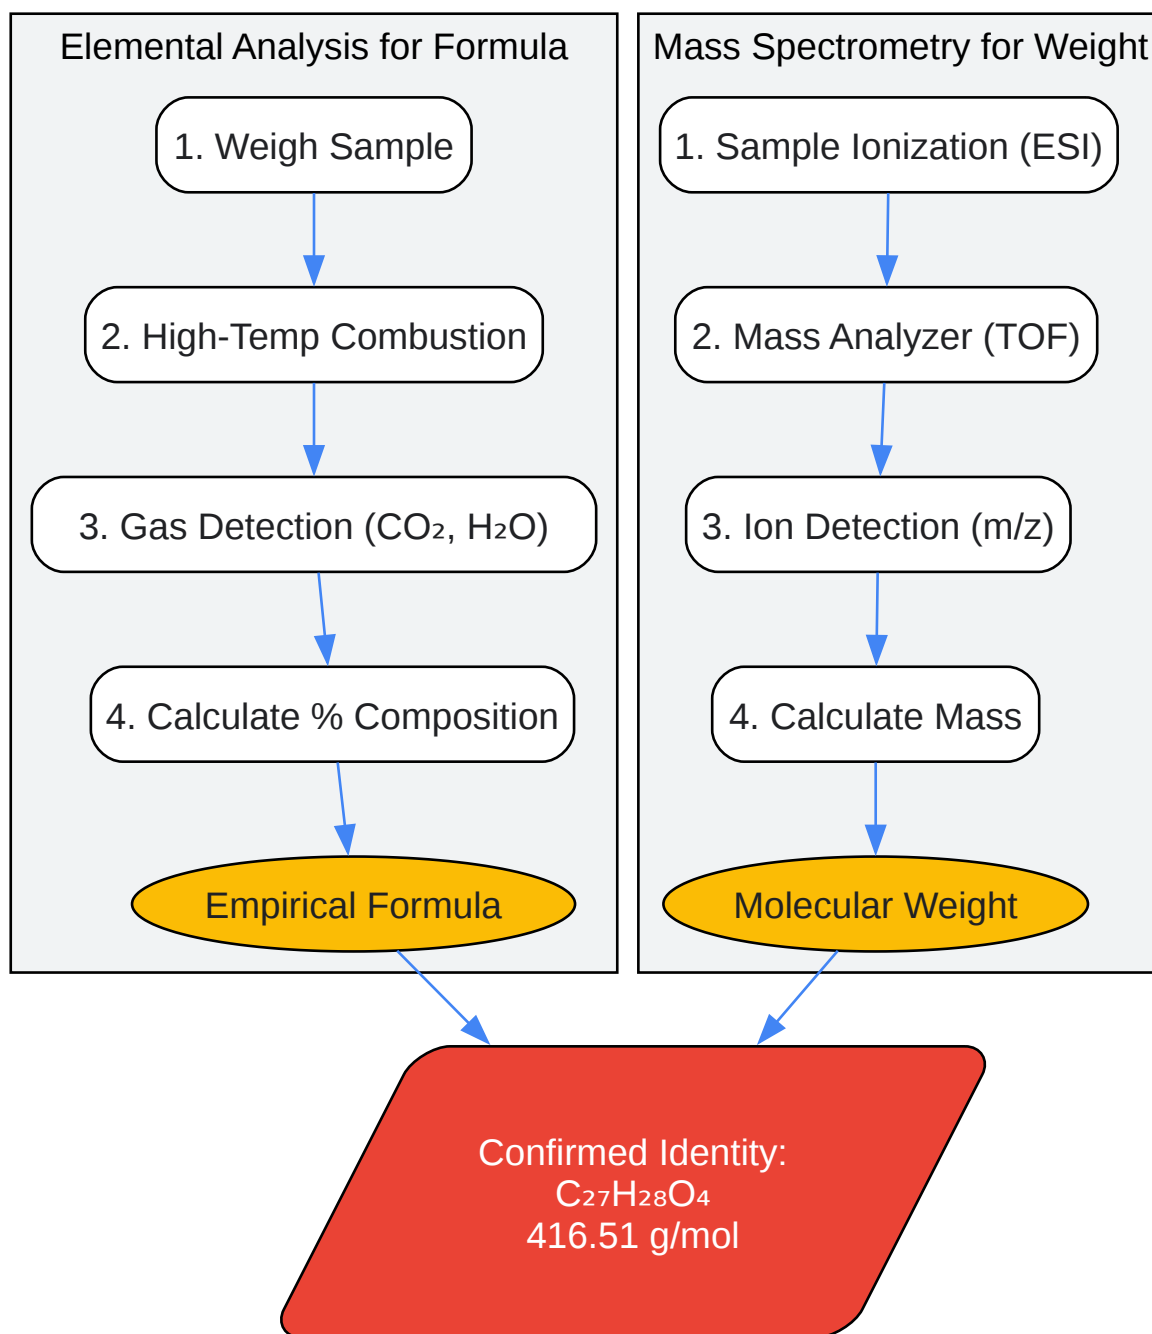 Elemental Analysis for Formula
1. Weigh Sample
2. High-Temp Combustion
3. Gas Detection (CO₂, H₂O)
4. Calculate % Composition
Empirical Formula
Mass Spectrometry for Weight
1. Sample Ionization (ESI)
2. Mass Analyzer (TOF)
3. Ion Detection (m/z)
4. Calculate Mass
Molecular Weight
Confirmed Identity:
C₂₇H₂₈O₄
416.51 g/mol